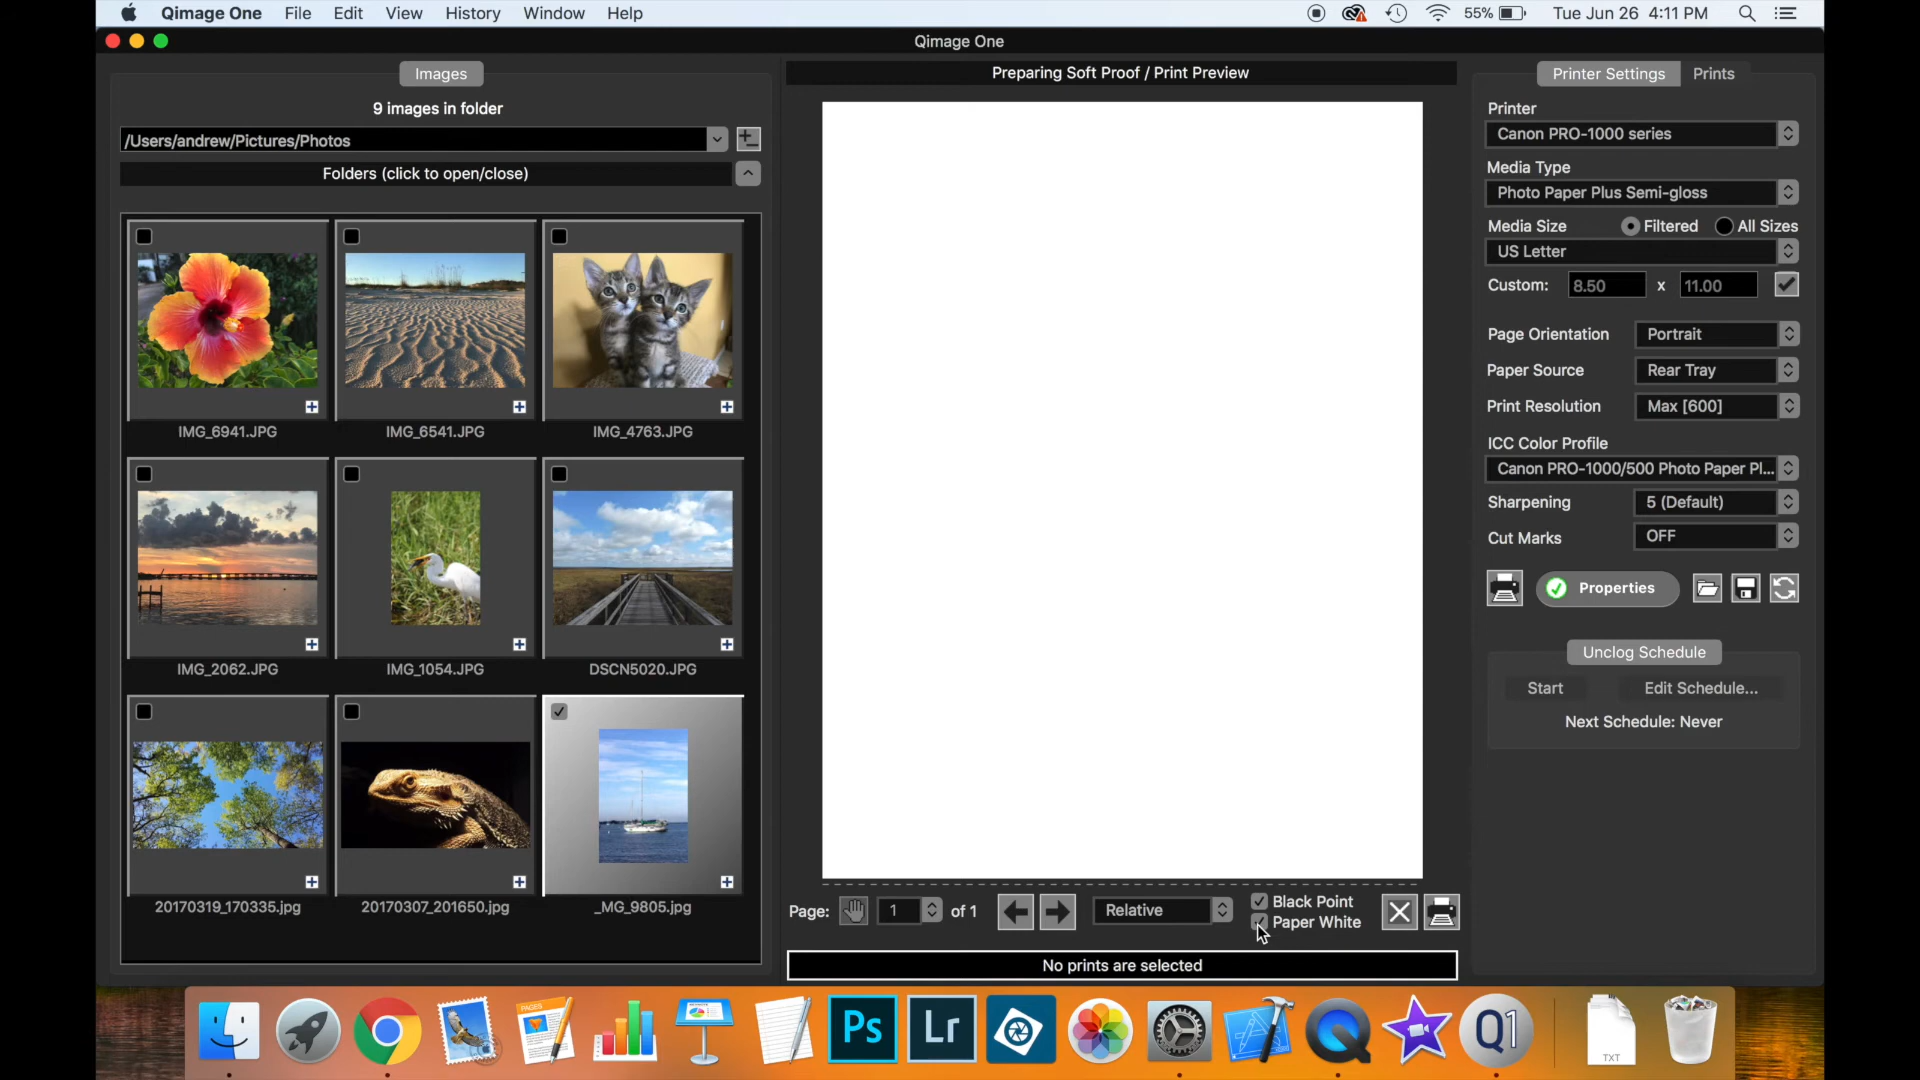 Qimage One File Edit View History Window Help 55% Tue Jun 26 4:11 PM
Qimage One
Images
9 images in folder
/Users/andrew/Pictures/Photos
Folders (click to open/close)
IMG_6941.JPG IMG_6541.JPG IMG_4763.JPG
IMG_2062.JPG IMG_1054.JPG DSCN5020.JPG
20170319_170335.jpg 20170307_201650.jpg _MG_9805.jpg
Preparing Soft Proof / Print Preview
Page: 1 of 1 Relative
Black Point
Paper White
No prints are selected
Printer Settings Prints
Printer
Canon PRO-1000 series
Media Type
Photo Paper Plus Semi-gloss
Media Size Filtered All Sizes
US Letter
Custom: 8.50 x 11.00
Page Orientation Portrait
Paper Source Rear Tray
Print Resolution Max [600]
ICC Color Profile
Canon PRO-1000/500 Photo Paper Pl...
Sharpening 5 (Default)
Cut Marks OFF
Properties
Unclog Schedule
Start Edit Schedule...
Next Schedule: Never
PAGES Ps Lr Q1 TXT